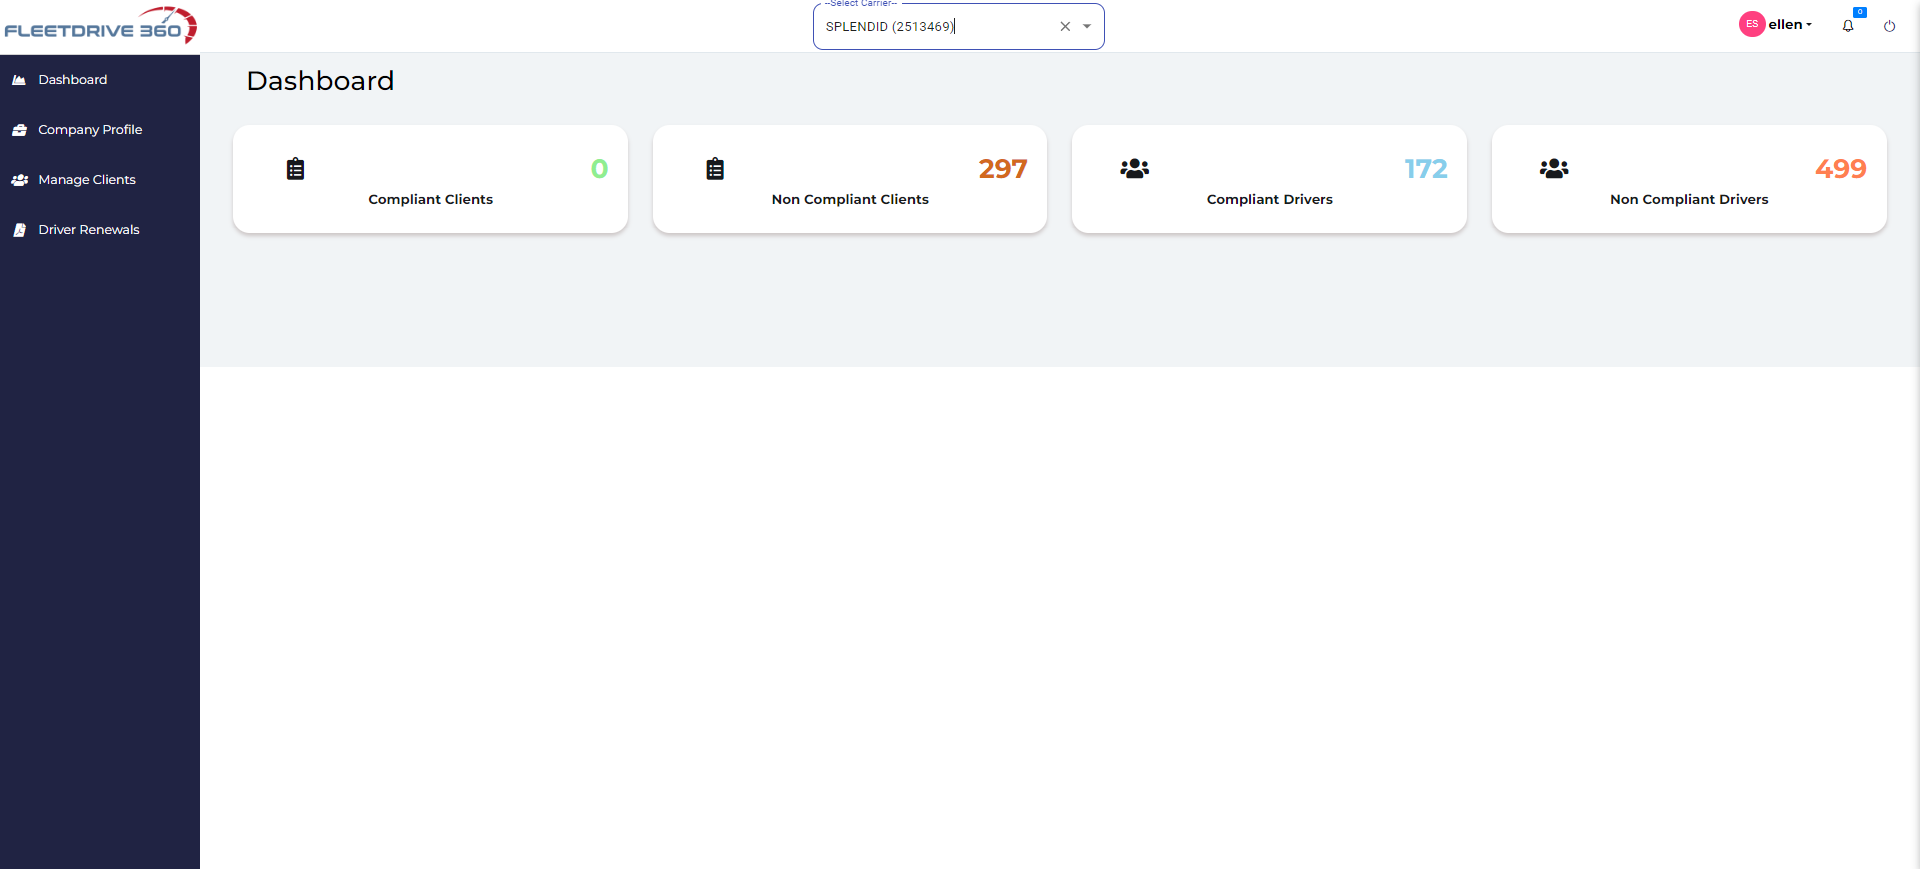 FLEETDRIVE 360
--Select Carrier--
SPLENDID (2513469)
ES ellen
0
Dashboard
Company Profile
Manage Clients
Driver Renewals
Dashboard
0
Compliant Clients
297
Non Compliant Clients
172
Compliant Drivers
499
Non Compliant Drivers